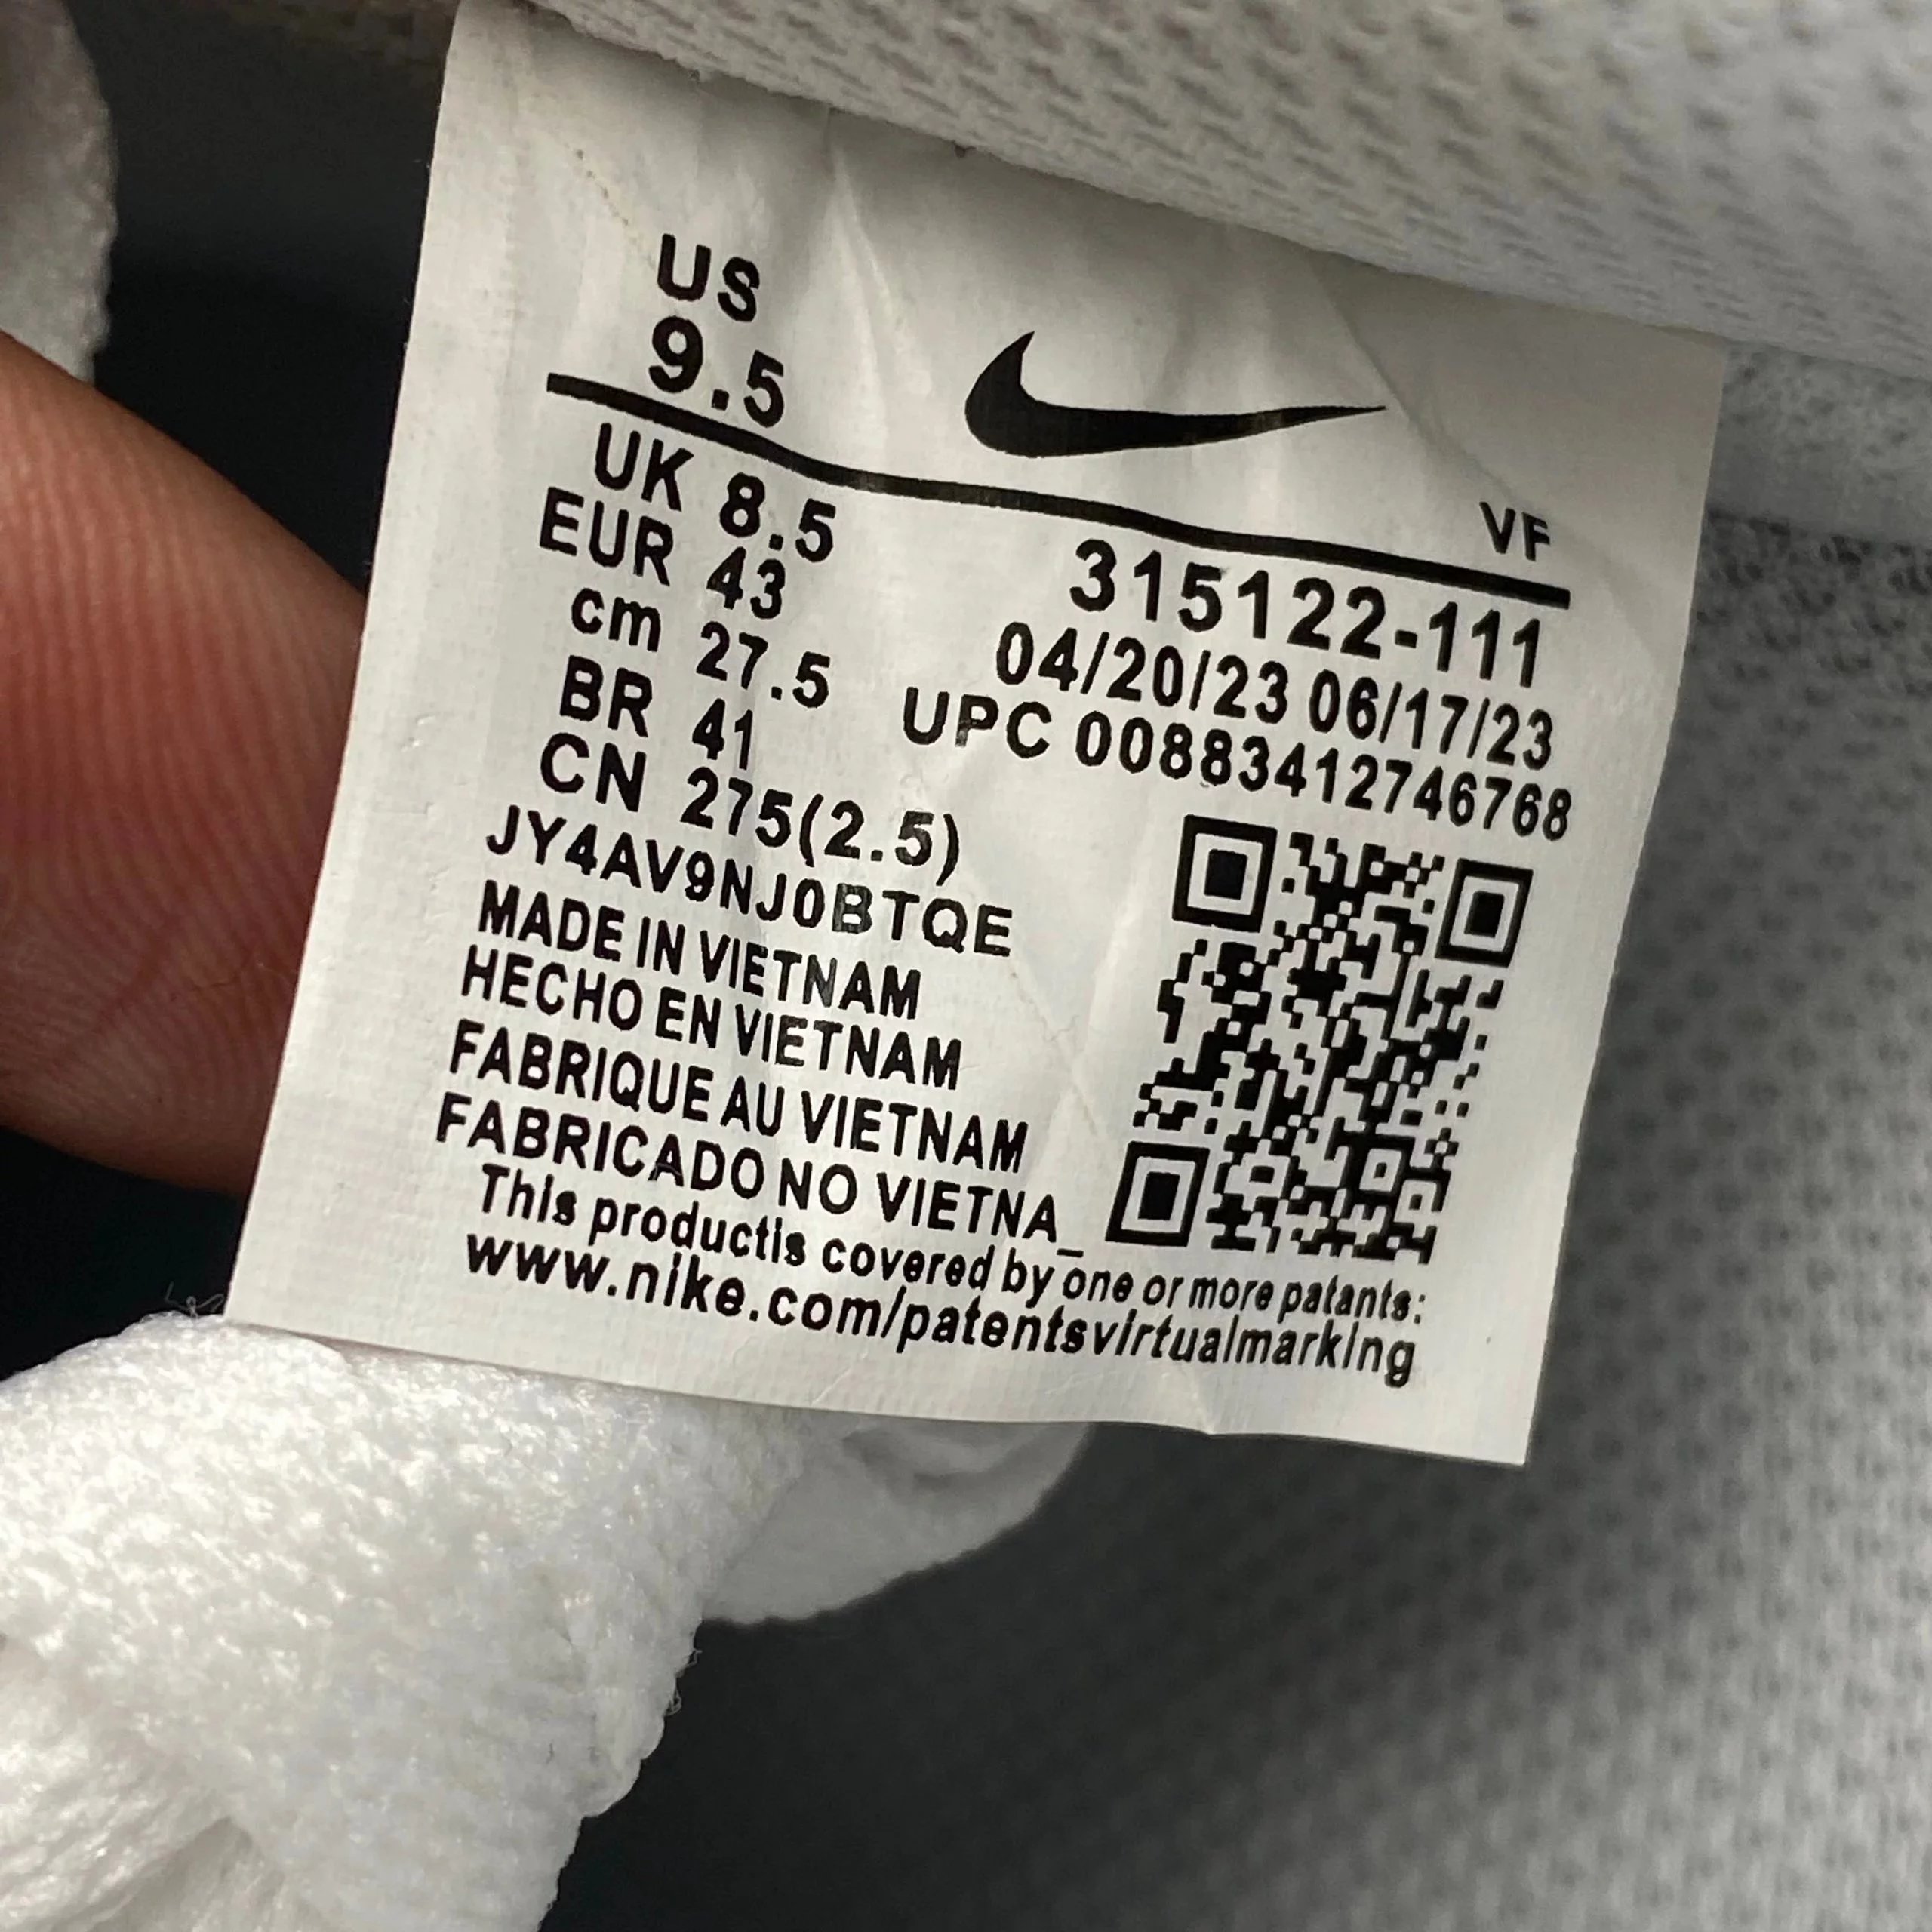 US
9.5
VF
UK 8.5
EUR 43
cm 27.5
BR 41
CN 275(2.5)
315122-111
04/20/23 06/17/23
UPC 00883412746768
JY4AV9NJ0BTQE
MADE IN VIETNAM
HECHO EN VIETNAM
FABRIQUE AU VIETNAM
FABRICADO NO VIETNA_
This productis covered by one or more patants:
www.nike.com/patentsvirtualmarking